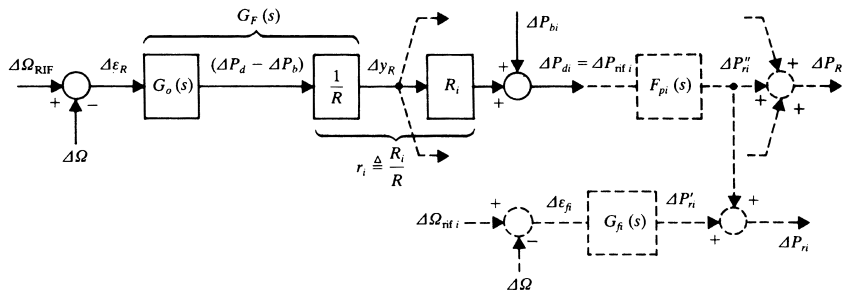 G_F (s)
ΔΩ_RIF
+
−
Δε_R
G_o (s)
(ΔP_d − ΔP_b)
1/R
Δy_R
R_i
ΔP_bi
+
+
ΔP_di = ΔP_rif i
F_pi (s)
ΔP''_ri
+
+
+
ΔP_R
ΔΩ
r_i ≜ R_i/R
ΔΩ_rif i
+
−
Δε_fi
G_fi (s)
ΔP'_ri
+
+
ΔP_ri
ΔΩ